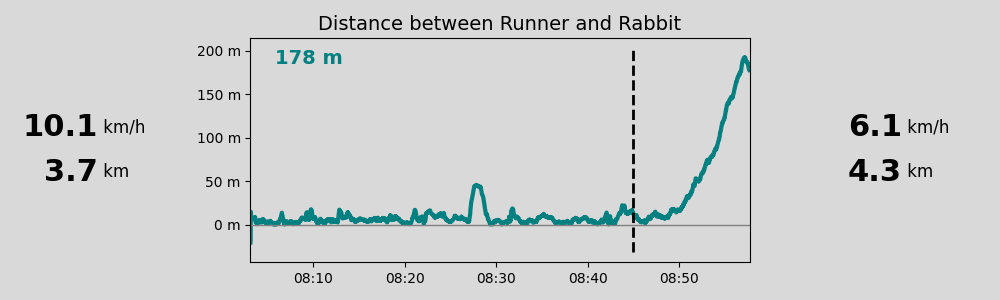 Distance between Runner and Rabbit
178 m
200 m
150 m
100 m
50 m
0 m
08:10 08:20 08:30 08:40 08:50
10.1 km/h
3.7 km
6.1 km/h
4.3 km